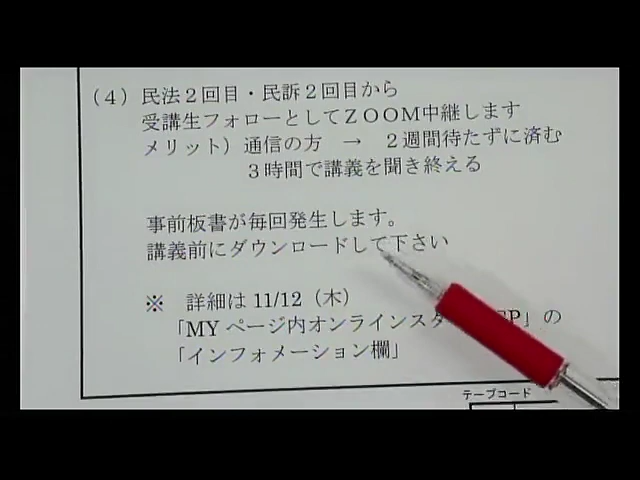 （４）民法２回目・民訴２回目から
受講生フォローとしてＺＯＯＭ中継します
メリット）通信の方　→　２週間待たずに済む
３時間で講義を聞き終える
事前板書が毎回発生します。
講義前にダウンロードして下さい
※　詳細は 11/12（木）
「MY ページ内オンラインスタ　　　」の
「インフォメーション欄」
テープコード